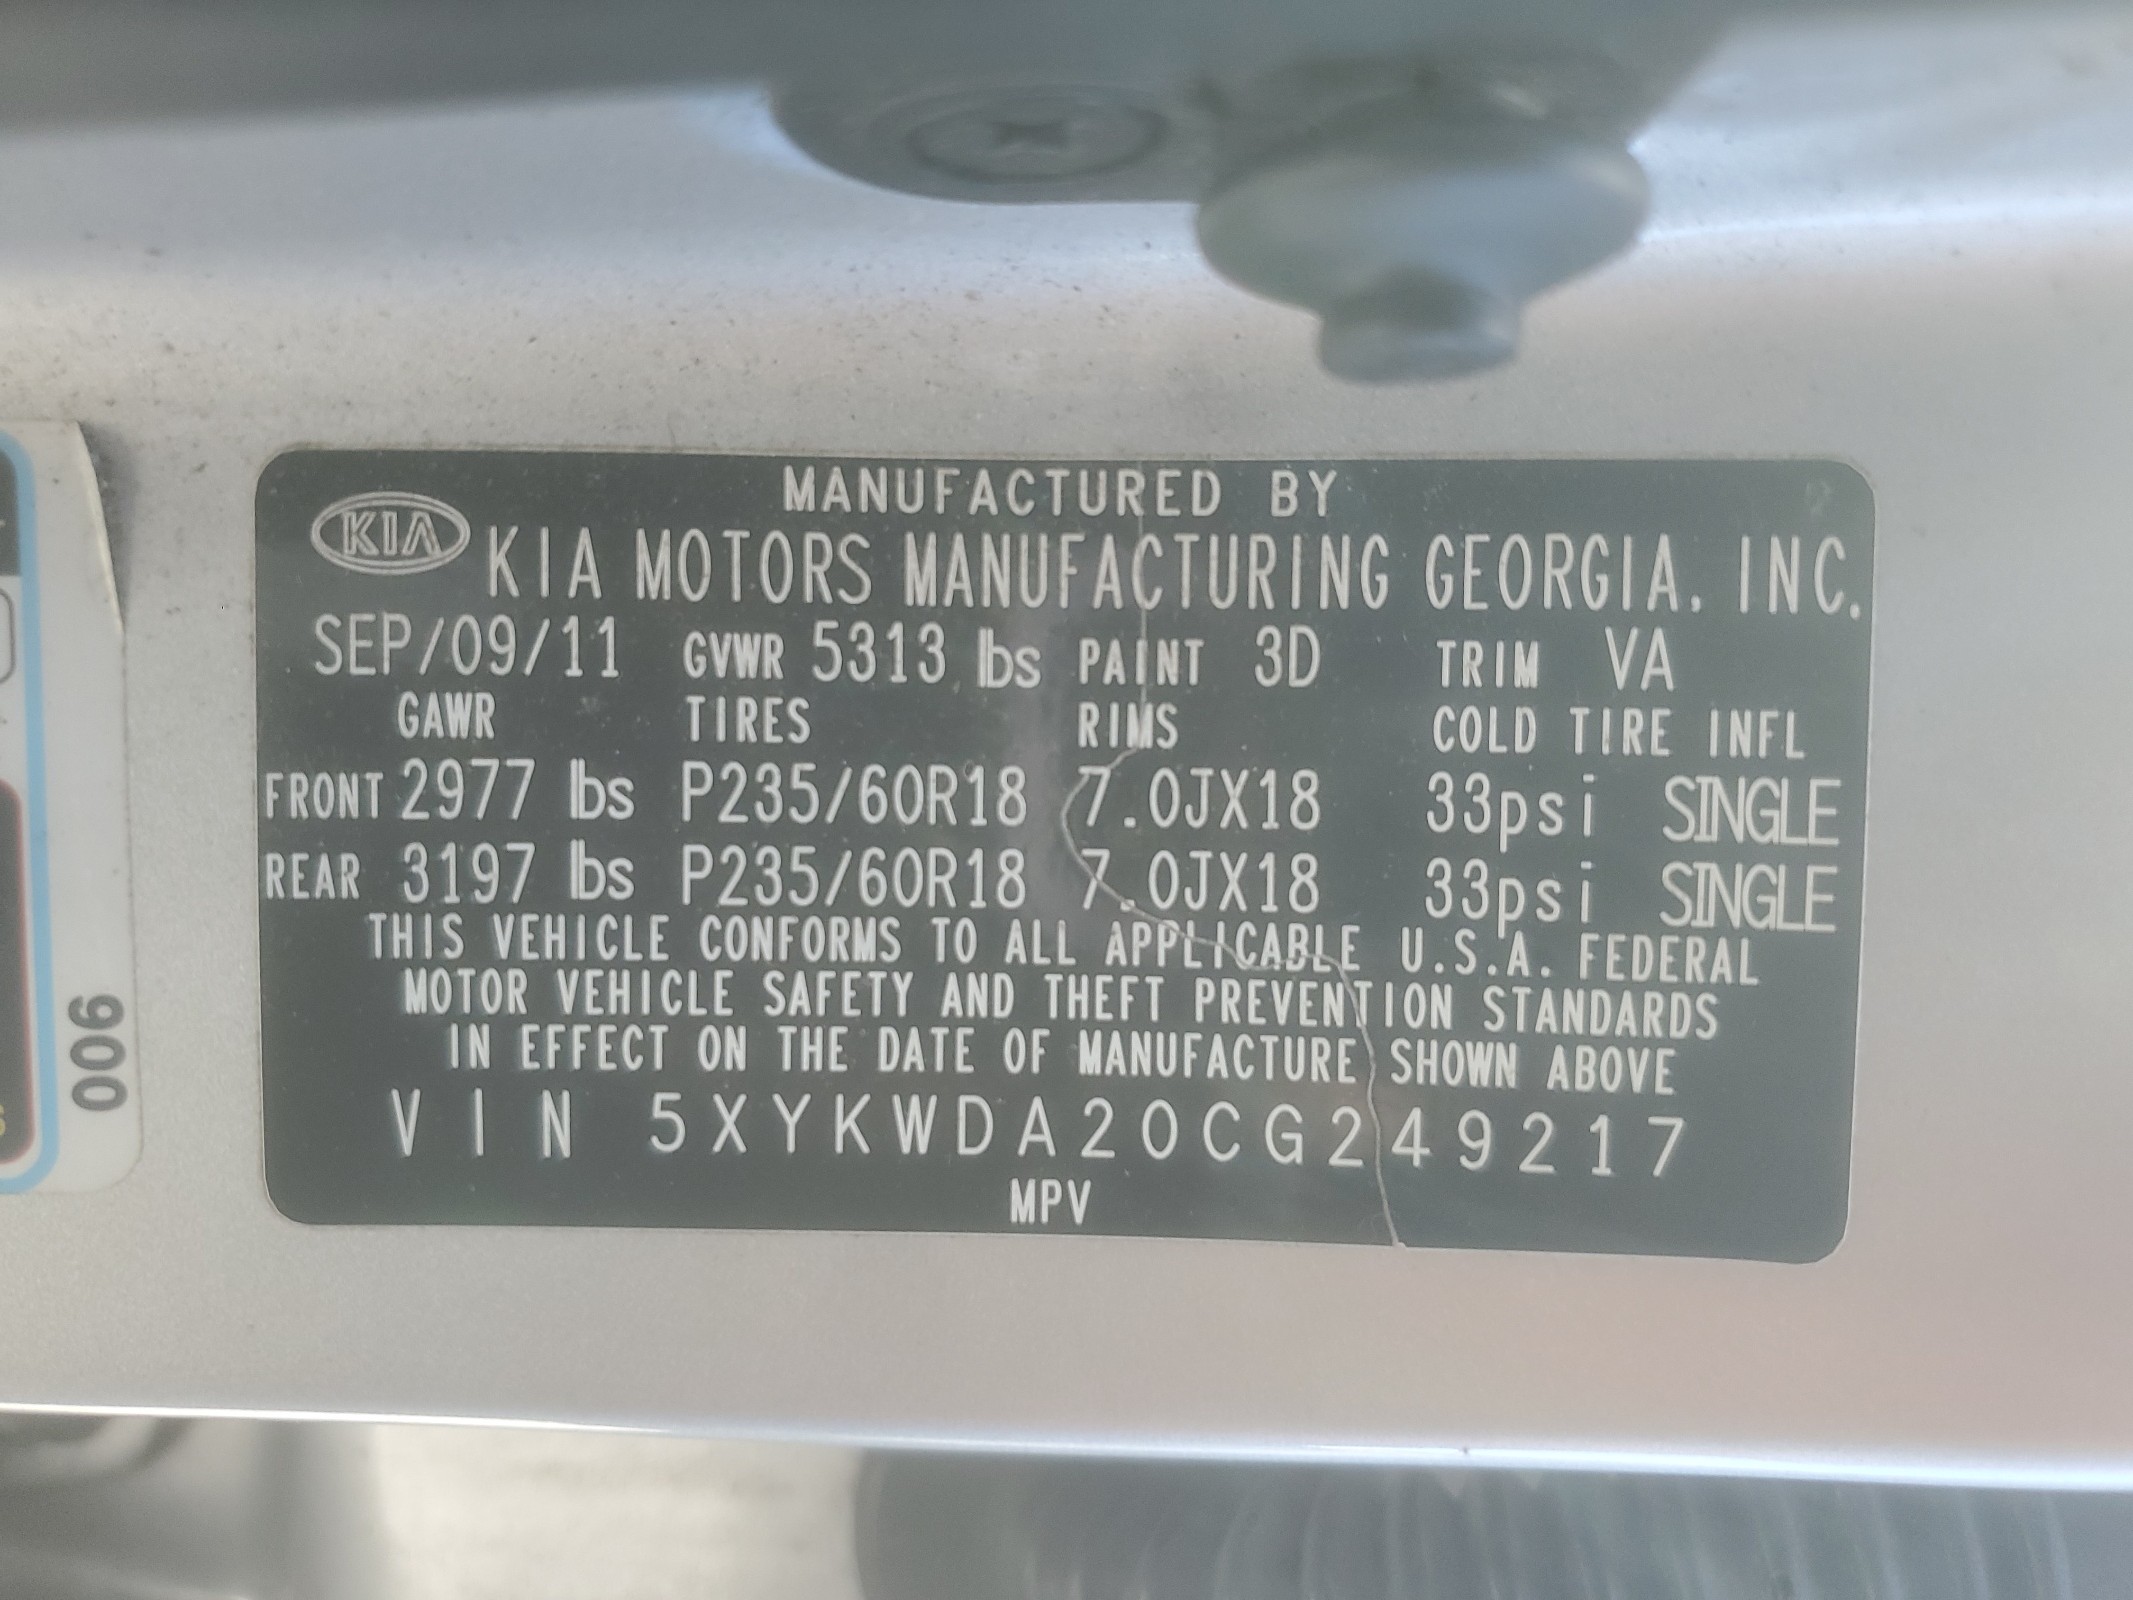 MANUFACTURED BY
KIA KIA MOTORS MANUFACTURING GEORGIA, INC.
SEP/09/11 GVWR 5313 lbs PAINT 3D TRIM VA
GAWR TIRES RIMS COLD TIRE INFL
FRONT 2977 lbs P235/60R18 7.0JX18 33psi SINGLE
REAR 3197 lbs P235/60R18 7.0JX18 33psi SINGLE
THIS VEHICLE CONFORMS TO ALL APPLICABLE U.S.A. FEDERAL
MOTOR VEHICLE SAFETY AND THEFT PREVENTION STANDARDS
IN EFFECT ON THE DATE OF MANUFACTURE SHOWN ABOVE
VIN 5XYKWDA20CG249217
MPV
006